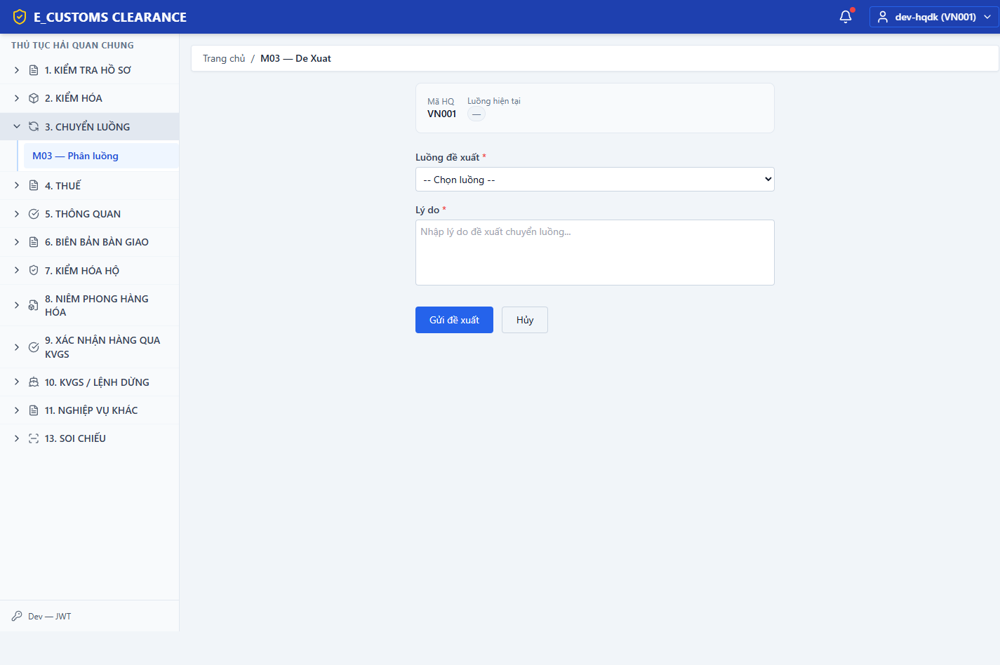 E_CUSTOMS CLEARANCE
dev-hqdk (VN001)
THỦ TỤC HẢI QUAN CHUNG
1. KIỂM TRA HỒ SƠ
2. KIỂM HÓA
3. CHUYỂN LUỒNG
M03 — Phân luồng
4. THUẾ
5. THÔNG QUAN
6. BIÊN BẢN BÀN GIAO
7. KIỂM HÓA HỘ
8. NIÊM PHONG HÀNG
HÓA
9. XÁC NHẬN HÀNG QUA
KVGS
10. KVGS / LỆNH DỪNG
11. NGHIỆP VỤ KHÁC
13. SOI CHIẾU
Dev — JWT
Trang chủ / M03 — De Xuat
Mã HQ
VN001
Luồng hiện tại
—
Luồng đề xuất *
-- Chọn luồng --
Lý do *
Nhập lý do đề xuất chuyển luồng...
Gửi đề xuất
Hủy